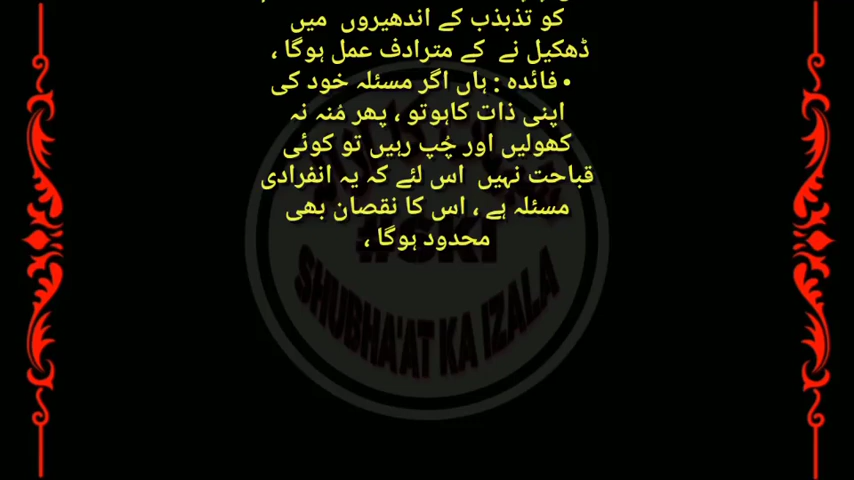 کو تذبذب کے اندھیروں میں
ڈھکیل نے کے مترادف عمل ہوگا ،
• فائدہ : ہاں اگر مسئلہ خود کی
اپنی ذات کاہوتو ، پھر مُنہ نہ
کھولیں اور چُپ رہیں تو کوئی
قباحت نہیں اس لئے کہ یہ انفرادی
مسئلہ ہے ، اس کا نقصان بھی
محدود ہوگا ،
#SKI
SHUBHA'AT KA IZALA